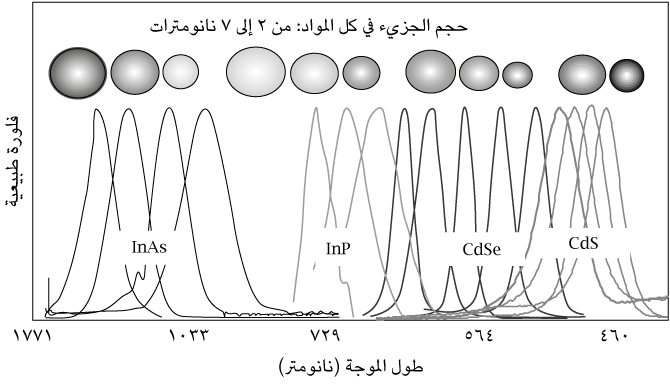 حجم الجزيء في كل المواد: من ٢ إلى ٧ نانومترات
فلورة طبيعية
InAs
InP
CdSe
CdS
١٧٧١ ١٠٣٣ ٧٢٩ ٥٦٤ ٤٦٠
طول الموجة (نانومتر)